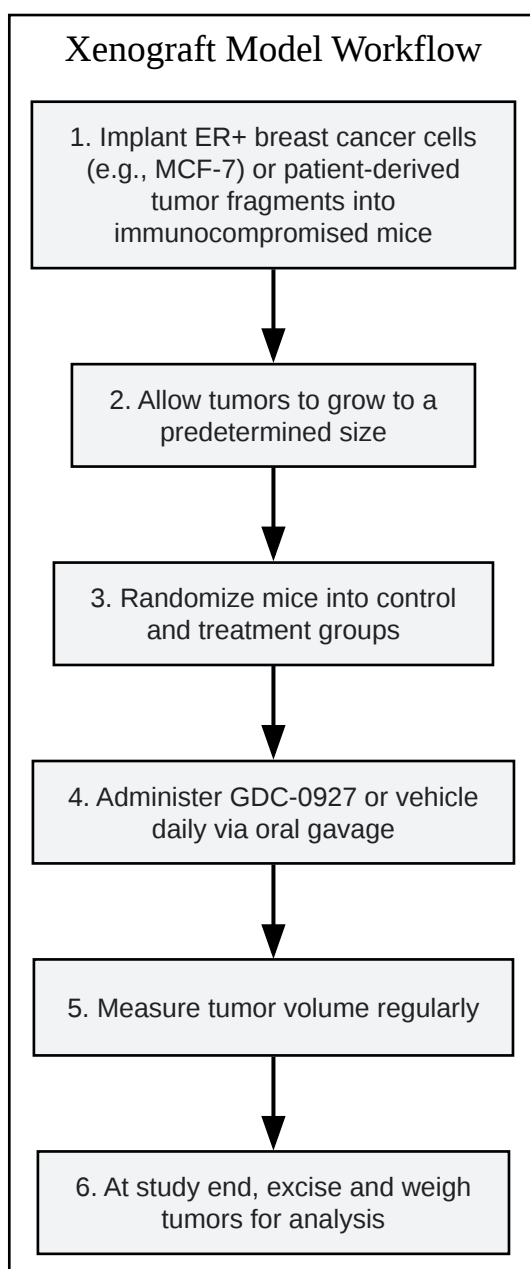 Xenograft Model Workflow
1. Implant ER+ breast cancer cells
(e.g., MCF-7) or patient-derived
tumor fragments into
immunocompromised mice
2. Allow tumors to grow to a
predetermined size
3. Randomize mice into control
and treatment groups
4. Administer GDC-0927 or vehicle
daily via oral gavage
5. Measure tumor volume regularly
6. At study end, excise and weigh
tumors for analysis